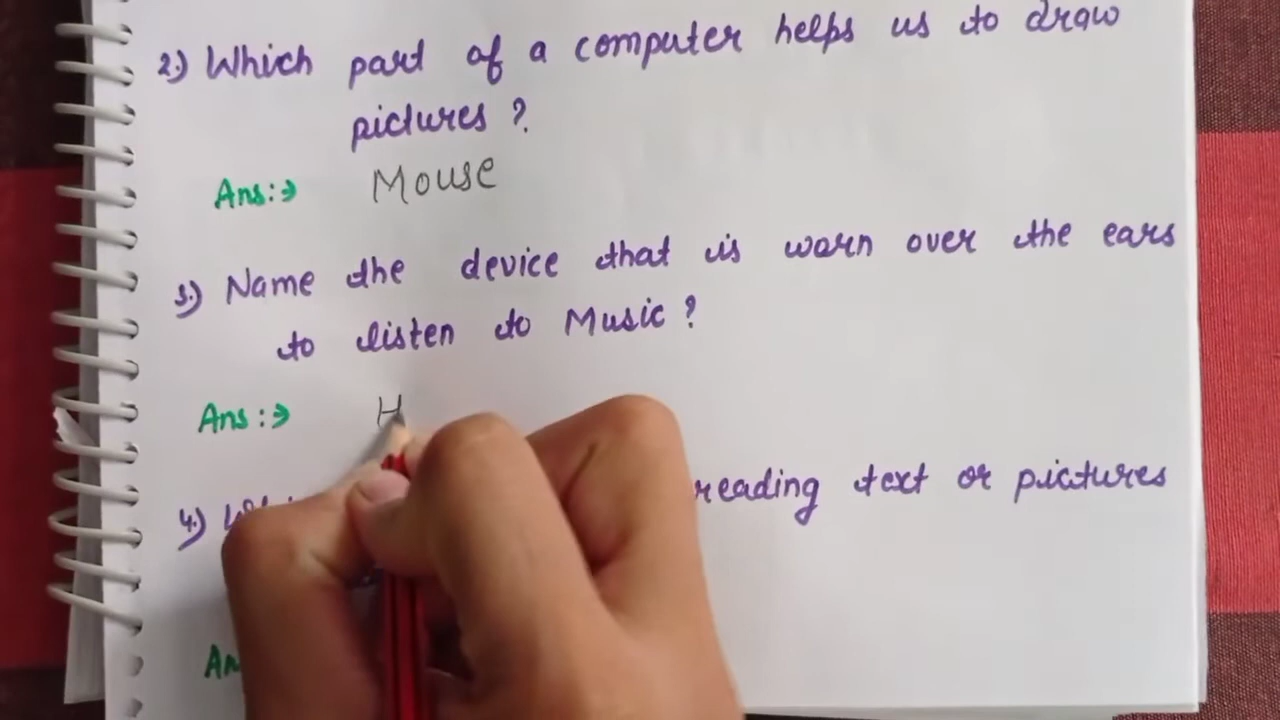 2.) Which part of a computer helps us to draw
pictures ?
Ans:→ Mouse
3.) Name the device that is worn over the ears
to listen to Music ?
Ans:→ H
4.) reading text or pictures